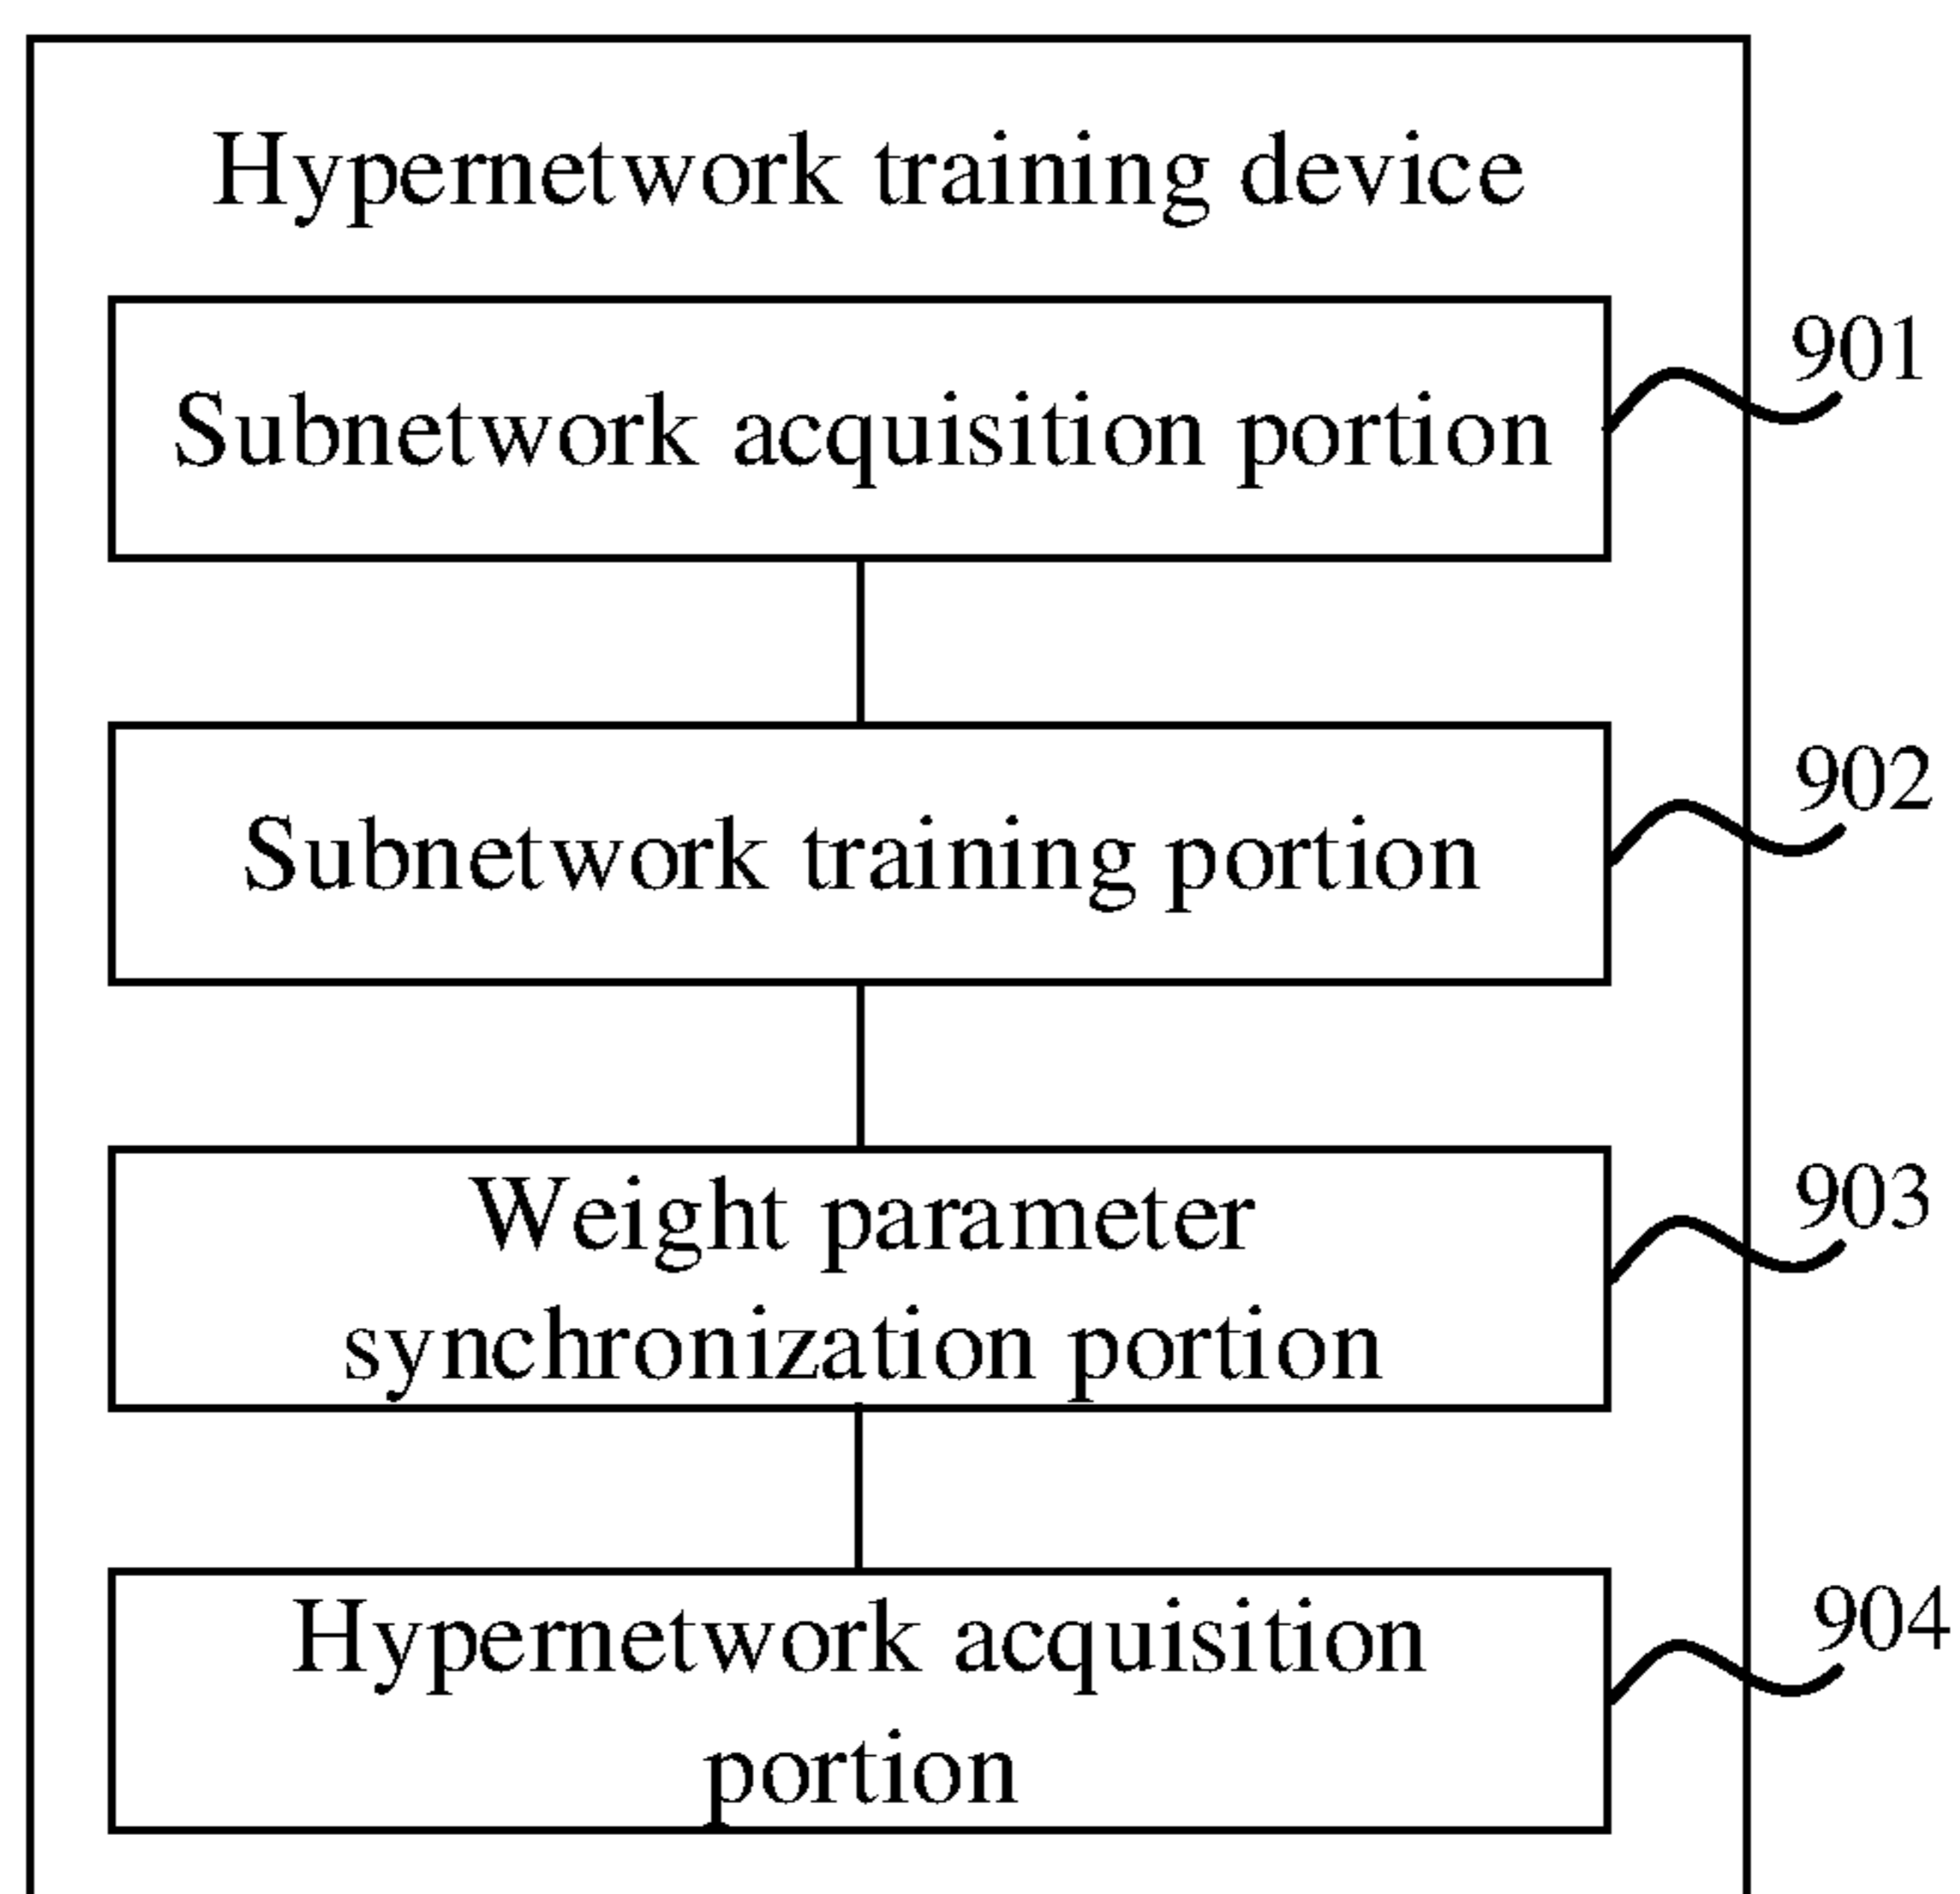 Hypernetwork training device
Subnetwork acquisition portion
901
Subnetwork training portion
902
Weight parameter
synchronization portion
903
Hypernetwork acquisition
portion
904